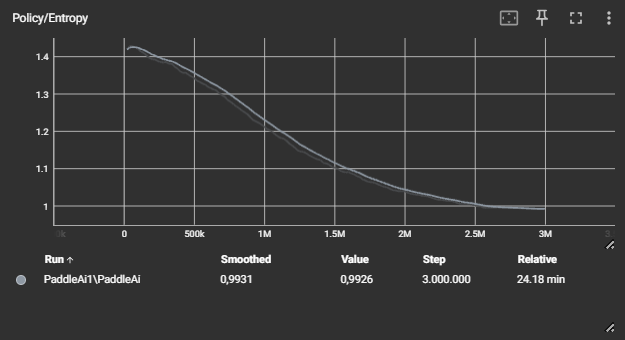 Policy/Entropy
1.4
1.3
1.2
1.1
1
0 500k 1M 1.5M 2M 2.5M 3M
Run ↑ Smoothed Value Step Relative
PaddleAi1\PaddleAi 0,9931 0,9926 3.000.000 24.18 min